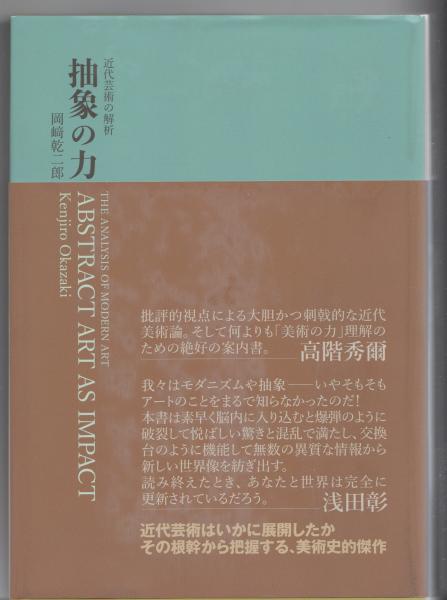 近代芸術の解析
抽象の力
岡﨑乾二郎
THE ANALYSIS OF MODERN ART
ABSTRACT ART AS IMPACT
Kenjiro Okazaki
批評的視点による大胆かつ刺戟的な近代
美術論。そして何よりも「美術の力」理解の
ための絶好の案内書。
高階秀爾
我々はモダニズムや抽象――いやそもそも
アートのことをまるで知らなかったのだ!
本書は素早く脳内に入り込むと爆弾のように
破裂して悦ばしい驚きと混乱で満たし、交換
台のように機能して無数の異質な情報から
新しい世界像を紡ぎ出す。
読み終えたとき、あなたと世界は完全に
更新されているだろう。
浅田彰
近代芸術はいかに展開したか
その根幹から把握する、美術史的傑作